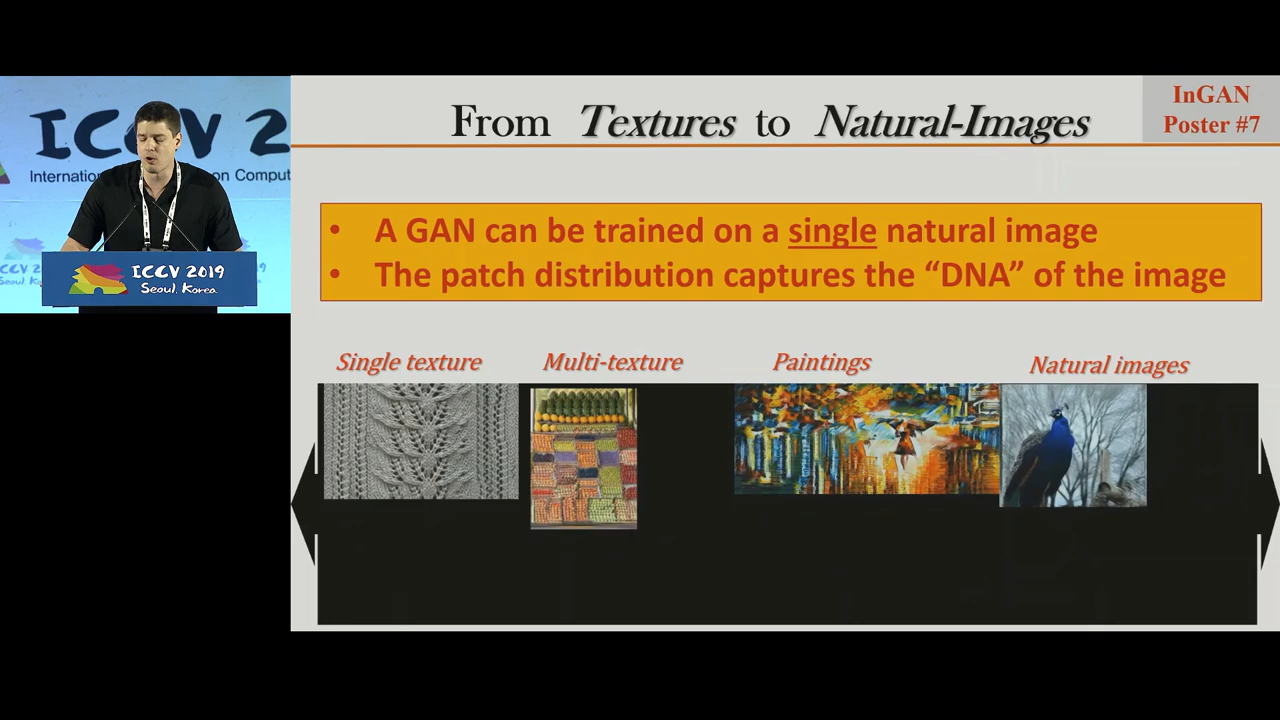 ICCV 2
International on Comput
ICCV 2019
Seoul, Korea
From Textures to Natural-Images
InGAN
Poster #7
• A GAN can be trained on a single natural image
• The patch distribution captures the “DNA” of the image
Single texture
Multi-texture
Paintings
Natural images